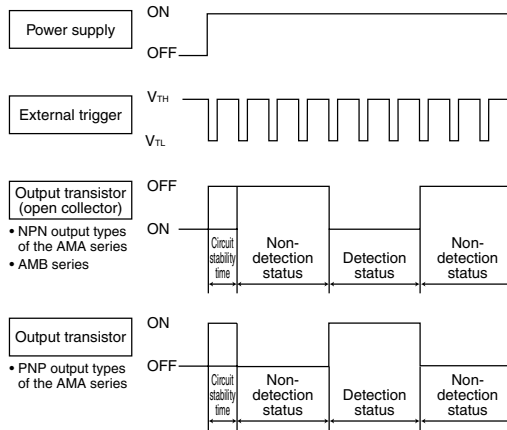 Power supply
ON
OFF
External trigger
VTH
VTL
Output transistor
(open collector)
• NPN output types
of the AMA series
• AMB series
OFF
ON
Circuit
stability
time
Non-
detection
status
Detection
status
Non-
detection
status
Output transistor
• PNP output types
of the AMA series
ON
OFF
Circuit
stability
time
Non-
detection
status
Detection
status
Non-
detection
status